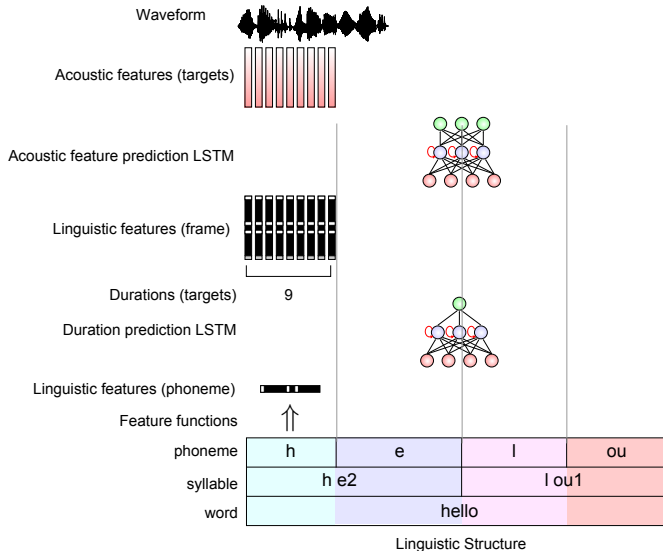 Waveform
Acoustic features (targets)
Acoustic feature prediction LSTM
Linguistic features (frame)
Durations (targets) 9
Duration prediction LSTM
Linguistic features (phoneme)
Feature functions
phoneme h e l ou
syllable h e2 l ou1
word hello
Linguistic Structure